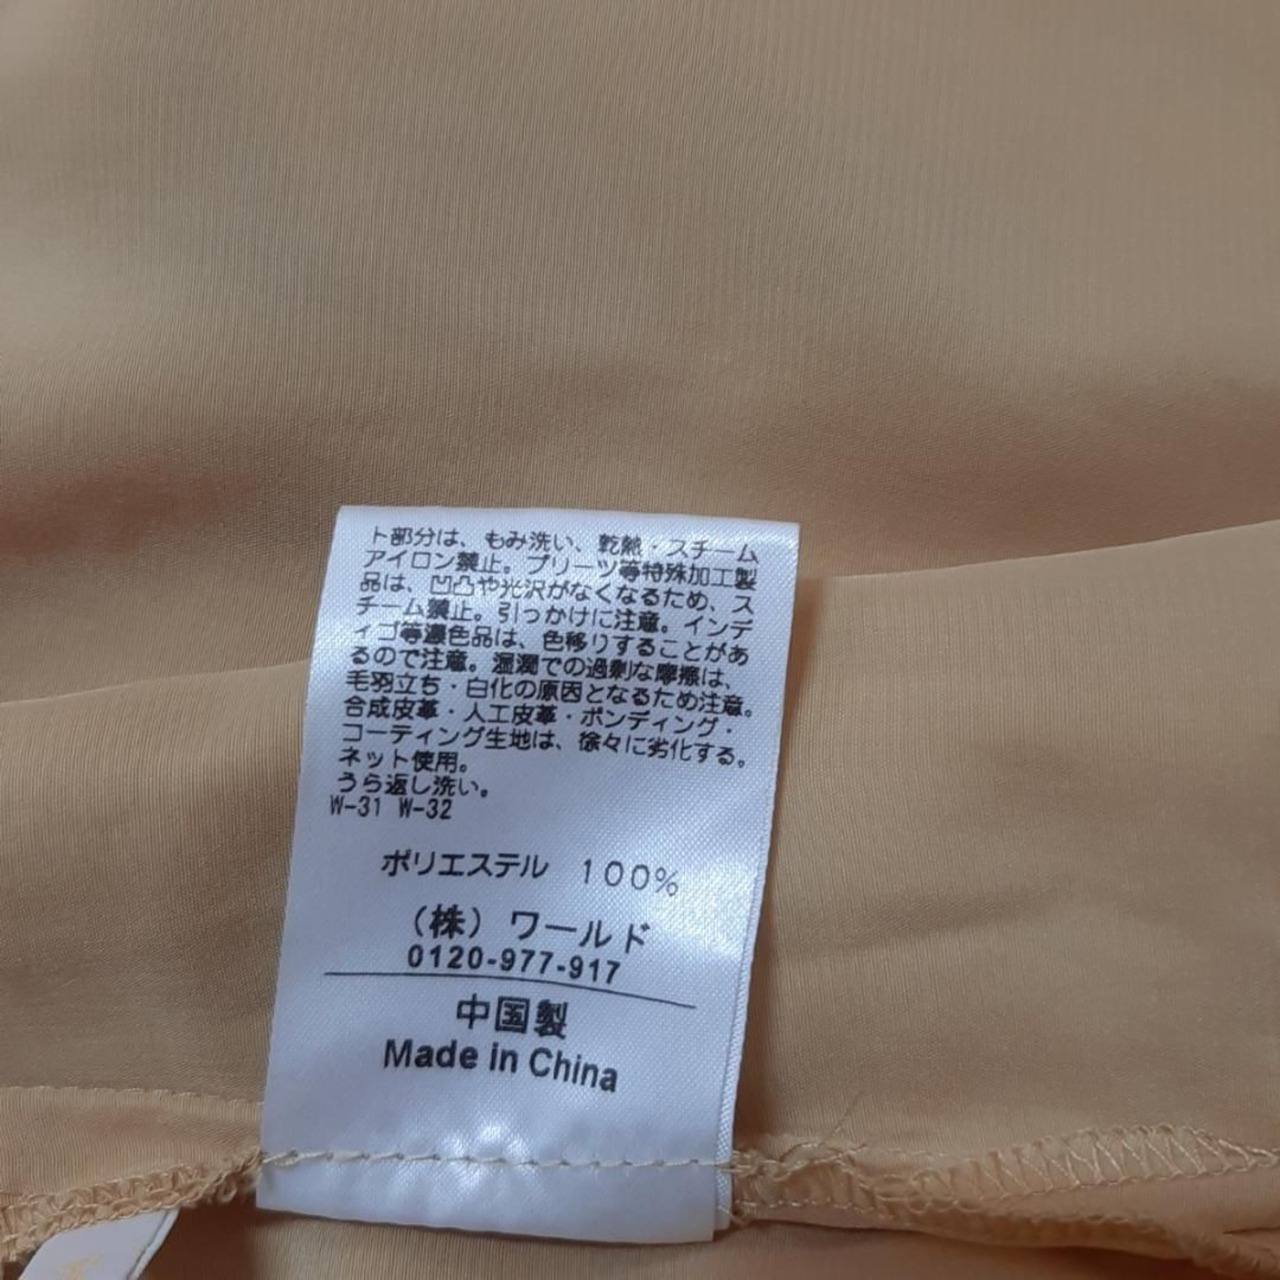 ト部分は、もみ洗い、乾熱・スチーム
アイロン禁止。プリーツ等特殊加工製
品は、凹凸や光沢がなくなるため、ス
チーム禁止。引っかけに注意。インデ
ィゴ等濃色品は、色移りすることがあ
るので注意。湿潤での過剰な摩擦は、
毛羽立ち・白化の原因となるため注意。
合成皮革・人工皮革・ボンディング・
コーティング生地は、徐々に劣化する。
ネット使用。
うら返し洗い。
W-31 W-32
ポリエステル 100%
(株)ワールド
0120-977-917
中国製
Made in China